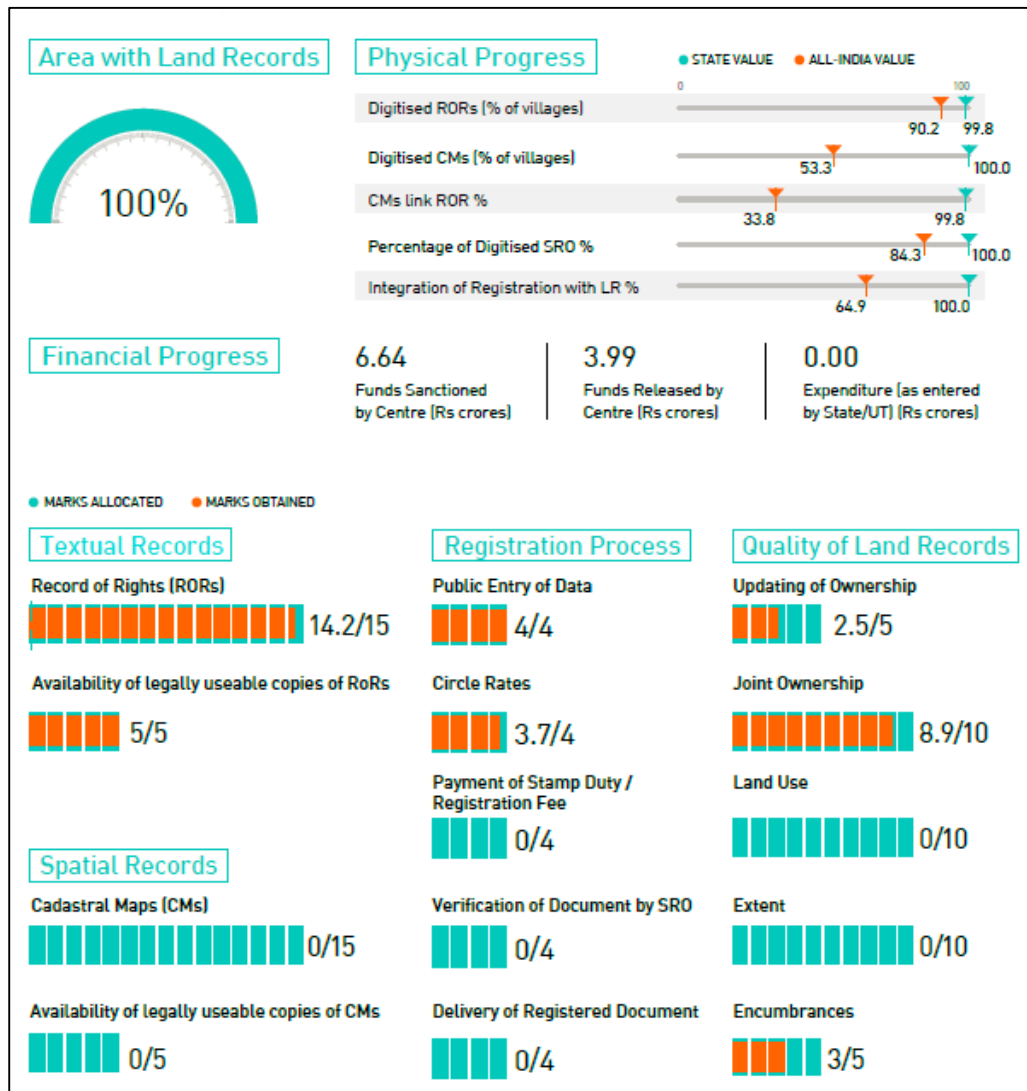 Area with Land Records
100%
Physical Progress
STATE VALUE
ALL-INDIA VALUE
0
100
Digitised RORs (% of villages)
90.2
99.8
Digitised CMs (% of villages)
53.3
100.0
CMs link ROR %
33.8
99.8
Percentage of Digitised SRO %
84.3
100.0
Integration of Registration with LR %
64.9
100.0
Financial Progress
6.64
Funds Sanctioned
by Centre (Rs crores)
3.99
Funds Released by
Centre (Rs crores)
0.00
Expenditure (as entered
by State/UT) (Rs crores)
MARKS ALLOCATED
MARKS OBTAINED
Textual Records
Record of Rights (RORs)
14.2/15
Availability of legally useable copies of RoRs
5/5
Spatial Records
Cadastral Maps (CMs)
0/15
Availability of legally useable copies of CMs
0/5
Registration Process
Public Entry of Data
4/4
Circle Rates
3.7/4
Payment of Stamp Duty /
Registration Fee
0/4
Verification of Document by SRO
0/4
Delivery of Registered Document
0/4
Quality of Land Records
Updating of Ownership
2.5/5
Joint Ownership
8.9/10
Land Use
0/10
Extent
0/10
Encumbrances
3/5